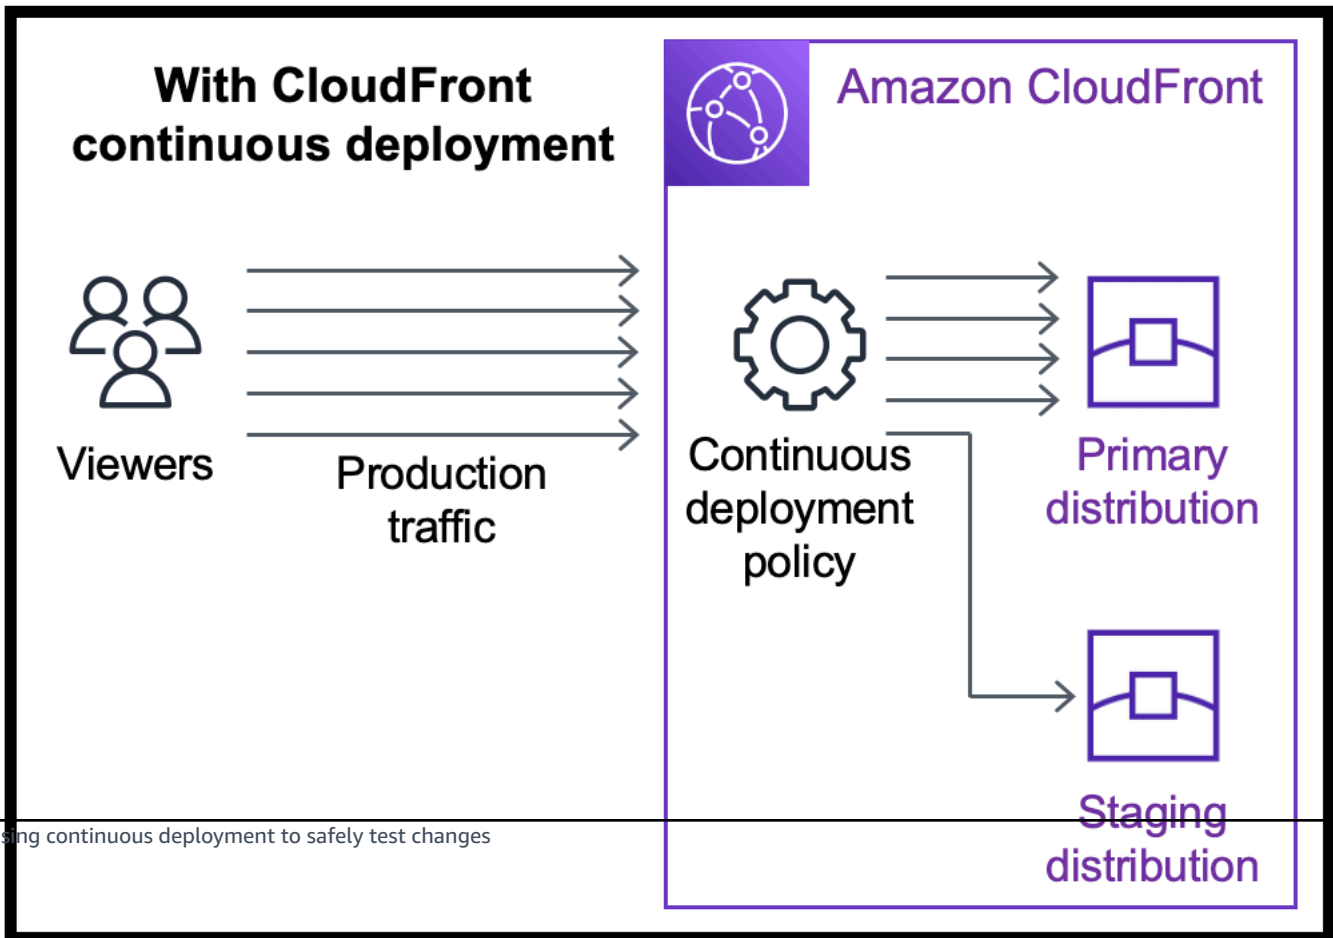 With CloudFront
continuous deployment
Amazon CloudFront
Viewers
Production
traffic
Continuous
deployment
policy
Primary
distribution
Staging
distribution
sing continuous deployment to safely test changes